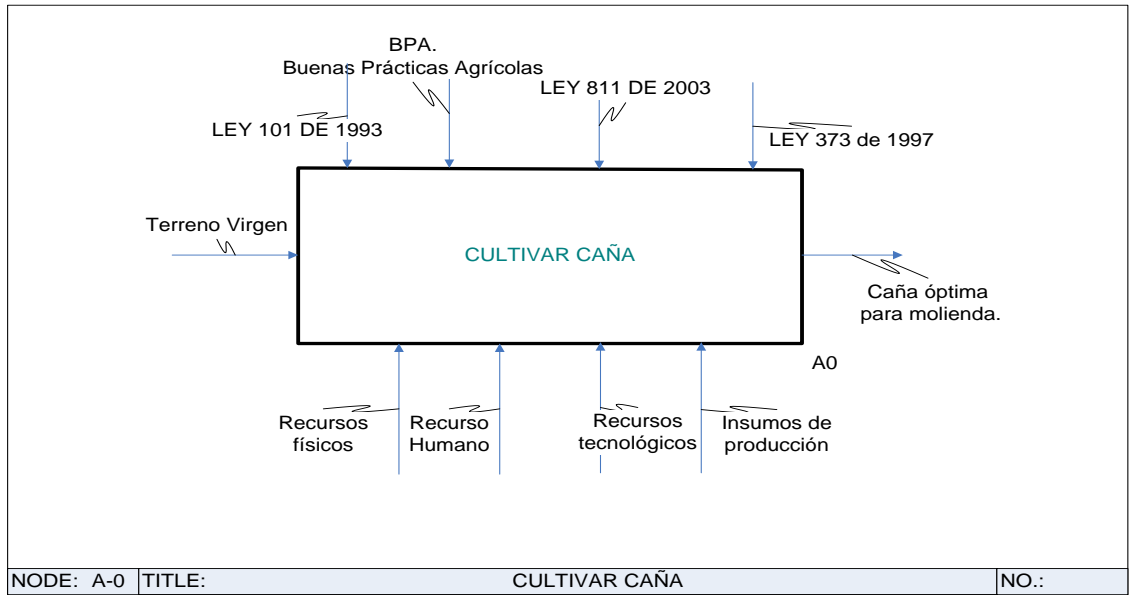 BPA.
Buenas Prácticas Agrícolas
LEY 811 DE 2003
LEY 101 DE 1993
LEY 373 de 1997
Terreno Virgen
CULTIVAR CAÑA
Caña óptima
para molienda.
A0
Recursos
físicos
Recurso
Humano
Recursos
tecnológicos
Insumos de
producción
NODE: A-0 TITLE: CULTIVAR CAÑA NO.: